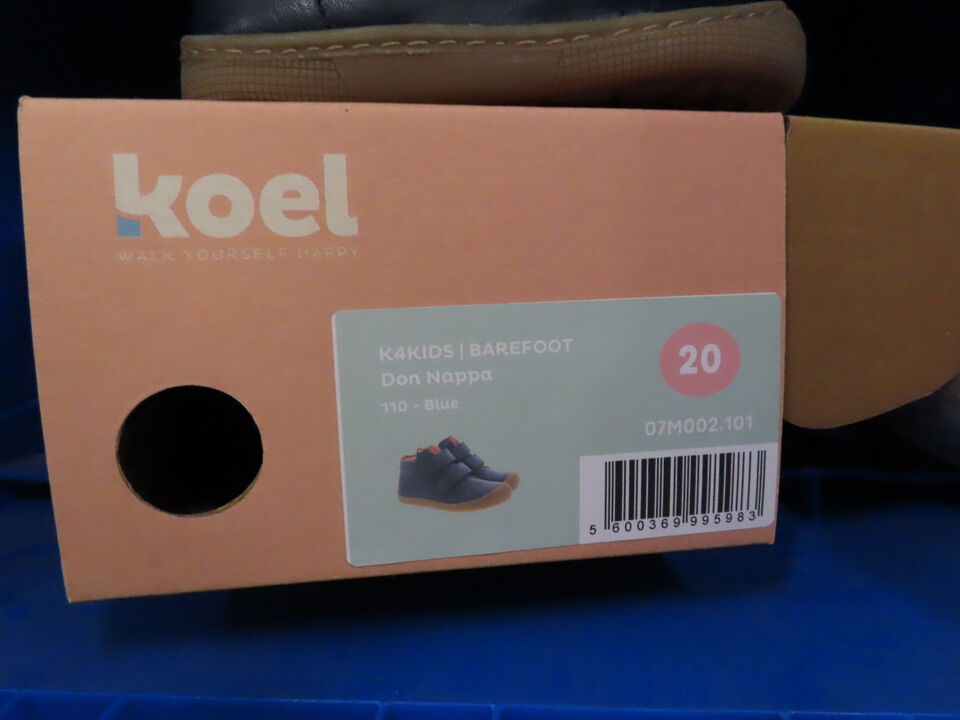 koel
WALK YOURSELF HAPPY
K4KIDS | BAREFOOT
Don Nappa
110 - Blue
20
07M002.101
5 600369 995983